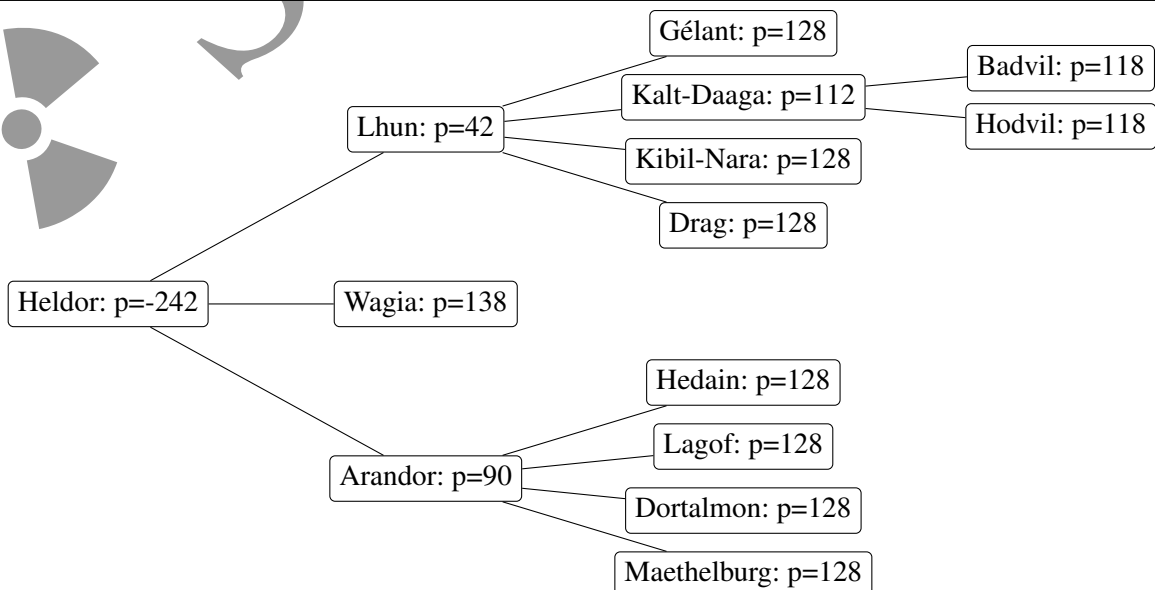 Gélant: p=128
Badvil: p=118
Kalt-Daaga: p=112
Lhun: p=42
Hodvil: p=118
Kibil-Nara: p=128
Drag: p=128
Heldor: p=-242
Wagia: p=138
Hedain: p=128
Lagof: p=128
Arandor: p=90
Dortalmon: p=128
Maethelburg: p=128